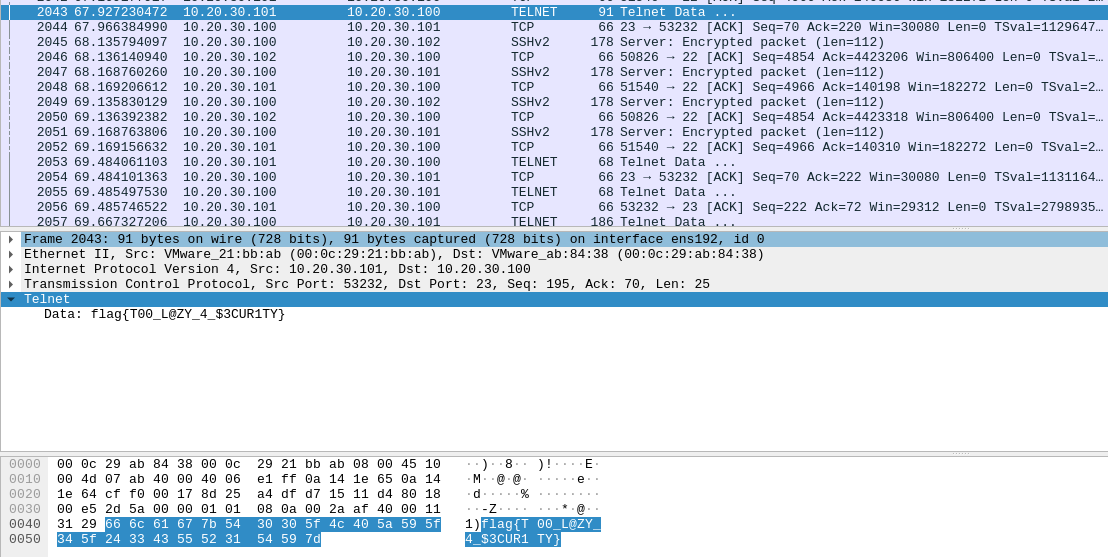 2043 67.927230472 10.20.30.101 10.20.30.100 TELNET 91 Telnet Data ...
2044 67.966384990 10.20.30.100 10.20.30.101 TCP 66 23 → 53232 [ACK] Seq=70 Ack=220 Win=30080 Len=0 TSval=1129647…
2045 68.135794097 10.20.30.100 10.20.30.102 SSHv2 178 Server: Encrypted packet (len=112)
2046 68.136140940 10.20.30.102 10.20.30.100 TCP 66 50826 → 22 [ACK] Seq=4854 Ack=4423206 Win=806400 Len=0 TSval=…
2047 68.168760260 10.20.30.100 10.20.30.101 SSHv2 178 Server: Encrypted packet (len=112)
2048 68.169206612 10.20.30.101 10.20.30.100 TCP 66 51540 → 22 [ACK] Seq=4966 Ack=140198 Win=182272 Len=0 TSval=2…
2049 69.135830129 10.20.30.100 10.20.30.102 SSHv2 178 Server: Encrypted packet (len=112)
2050 69.136392382 10.20.30.102 10.20.30.100 TCP 66 50826 → 22 [ACK] Seq=4854 Ack=4423318 Win=806400 Len=0 TSval=…
2051 69.168763806 10.20.30.100 10.20.30.101 SSHv2 178 Server: Encrypted packet (len=112)
2052 69.169156632 10.20.30.101 10.20.30.100 TCP 66 51540 → 22 [ACK] Seq=4966 Ack=140310 Win=182272 Len=0 TSval=2…
2053 69.484061103 10.20.30.101 10.20.30.100 TELNET 68 Telnet Data ...
2054 69.484101363 10.20.30.100 10.20.30.101 TCP 66 23 → 53232 [ACK] Seq=70 Ack=222 Win=30080 Len=0 TSval=1131164…
2055 69.485497530 10.20.30.100 10.20.30.101 TELNET 68 Telnet Data ...
2056 69.485746522 10.20.30.101 10.20.30.100 TCP 66 53232 → 23 [ACK] Seq=222 Ack=72 Win=29312 Len=0 TSval=2798935…
2057 69.667327206 10.20.30.100 10.20.30.101 TELNET 186 Telnet Data ...
Frame 2043: 91 bytes on wire (728 bits), 91 bytes captured (728 bits) on interface ens192, id 0
Ethernet II, Src: VMware_21:bb:ab (00:0c:29:21:bb:ab), Dst: VMware_ab:84:38 (00:0c:29:ab:84:38)
Internet Protocol Version 4, Src: 10.20.30.101, Dst: 10.20.30.100
Transmission Control Protocol, Src Port: 53232, Dst Port: 23, Seq: 195, Ack: 70, Len: 25
Telnet
Data: flag{T00_L@ZY_4_$3CUR1TY}
0000 00 0c 29 ab 84 38 00 0c 29 21 bb ab 08 00 45 10 ··)··8·· )!····E·
0010 00 4d 07 ab 40 00 40 06 e1 ff 0a 14 1e 65 0a 14 ·M··@·@· ·····e··
0020 1e 64 cf f0 00 17 8d 25 a4 df d7 15 11 d4 80 18 ·d·····% ········
0030 00 e5 2d 5a 00 00 01 01 08 0a 00 2a af 40 00 11 ··-Z···· ···*·@··
0040 31 29 66 6c 61 67 7b 54 30 30 5f 4c 40 5a 59 5f 1)flag{T 00_L@ZY_
0050 34 5f 24 33 43 55 52 31 54 59 7d 4_$3CUR1 TY}